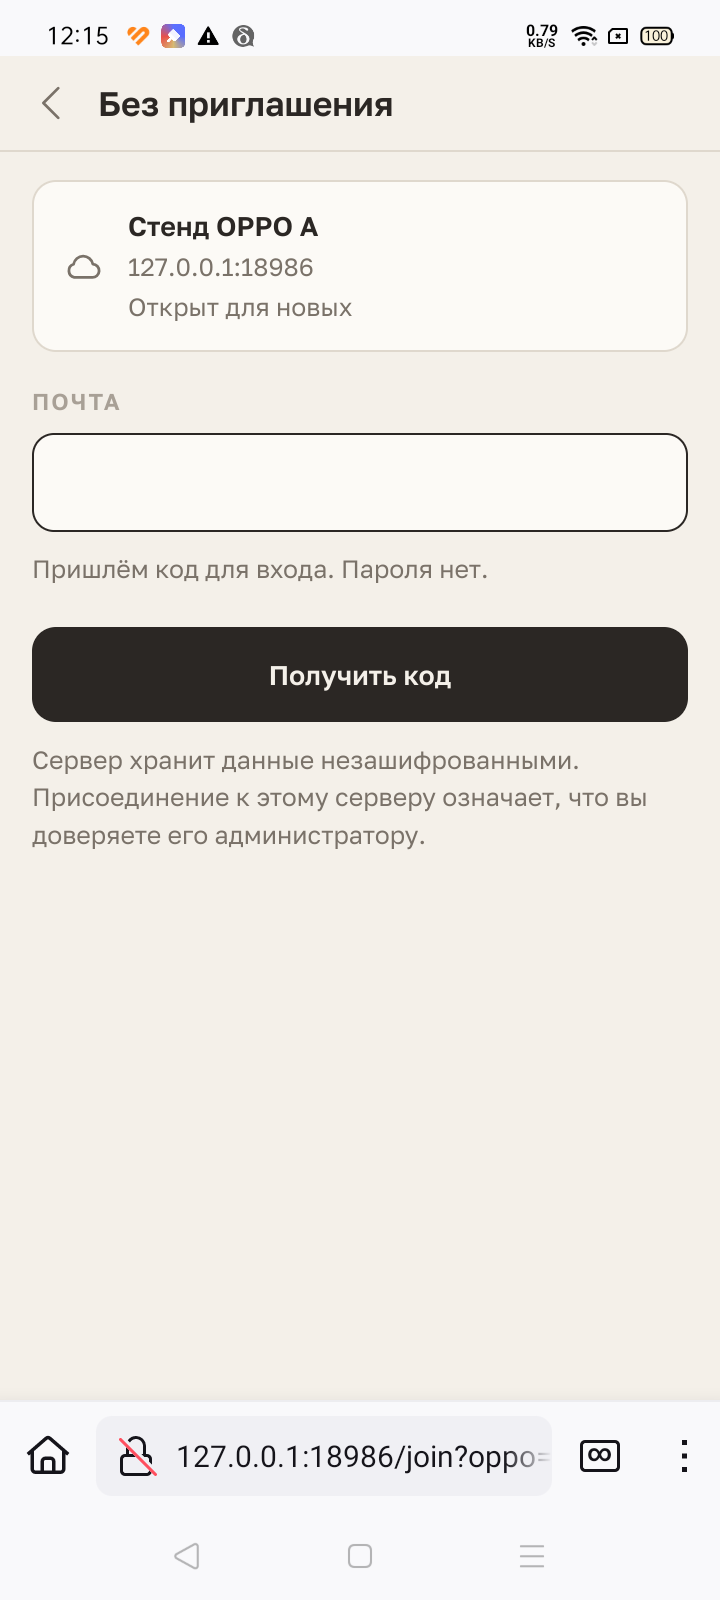 12:15
0.79
KB/S
100
Без приглашения
Стенд OPPO A
127.0.0.1:18986
Открыт для новых
ПОЧТА
Пришлём код для входа. Пароля нет.
Получить код
Сервер хранит данные незашифрованными.
Присоединение к этому серверу означает, что вы
доверяете его администратору.
127.0.0.1:18986/join?oppo=